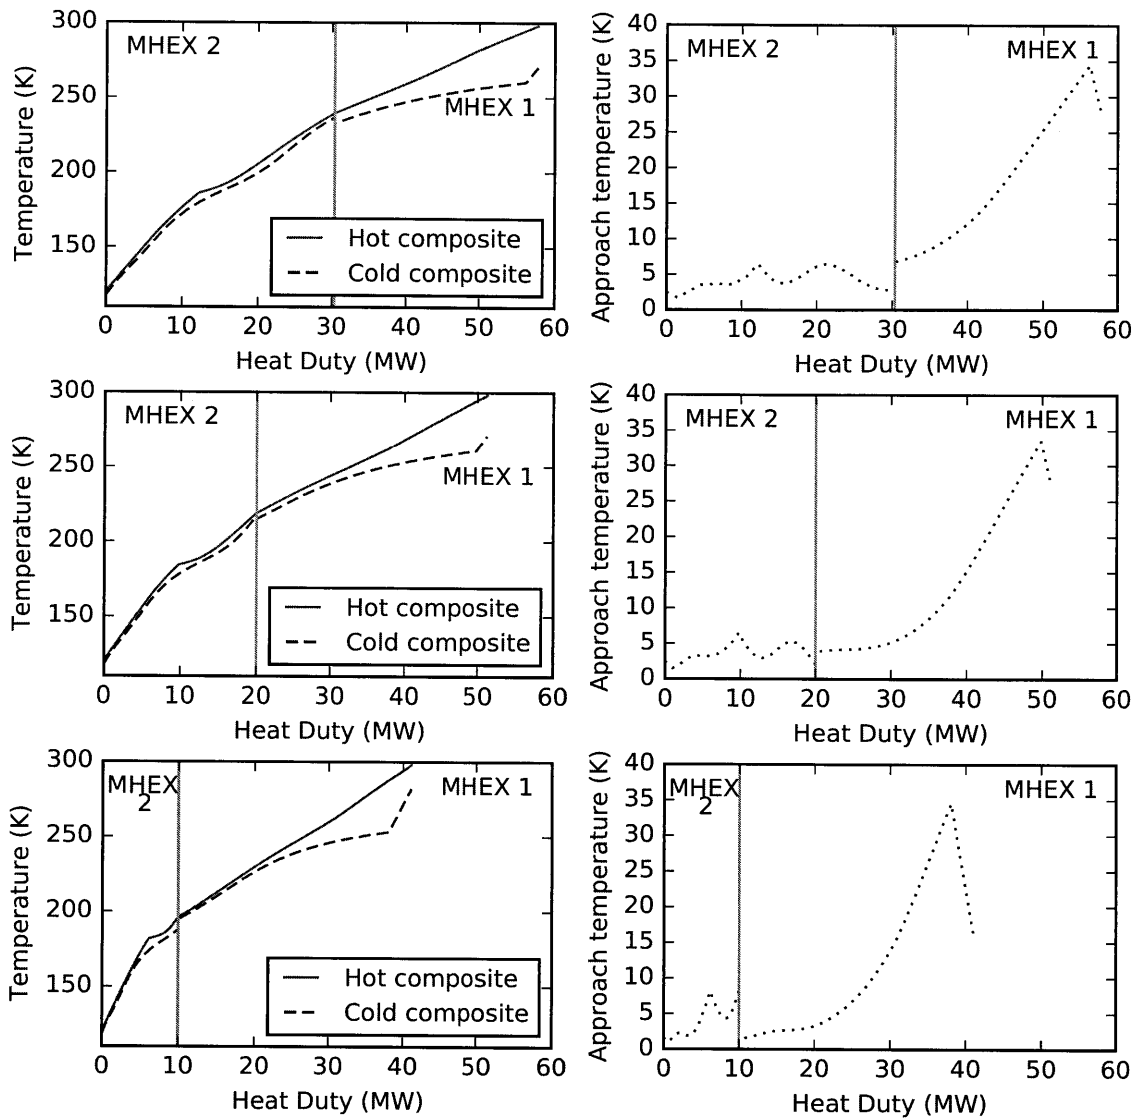 300
250
200
150
Temperature (K)
MHEX 2
MHEX 1
Hot composite
Cold composite
0 10 20 30 40 50 60
Heat Duty (MW)
40
35
30
25
20
15
10
5
0
Approach temperature (K)
MHEX 2
MHEX 1
0 10 20 30 40 50 60
Heat Duty (MW)
300
250
200
150
Temperature (K)
MHEX 2
MHEX 1
Hot composite
Cold composite
0 10 20 30 40 50 60
Heat Duty (MW)
40
35
30
25
20
15
10
5
0
Approach temperature (K)
MHEX 2
MHEX 1
0 10 20 30 40 50 60
Heat Duty (MW)
300
250
200
150
Temperature (K)
MHEX
2
MHEX 1
Hot composite
Cold composite
0 10 20 30 40 50 60
Heat Duty (MW)
40
35
30
25
20
15
10
5
0
Approach temperature (K)
MHEX
2
MHEX 1
0 10 20 30 40 50 60
Heat Duty (MW)